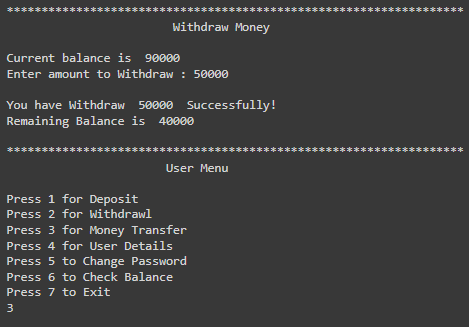 ******************************************************************
Withdraw Money
Current balance is  90000
Enter amount to Withdraw : 50000
You have Withdraw  50000  Successfully!
Remaining Balance is  40000
******************************************************************
User Menu
Press 1 for Deposit
Press 2 for Withdrawl
Press 3 for Money Transfer
Press 4 for User Details
Press 5 to Change Password
Press 6 to Check Balance
Press 7 to Exit
3